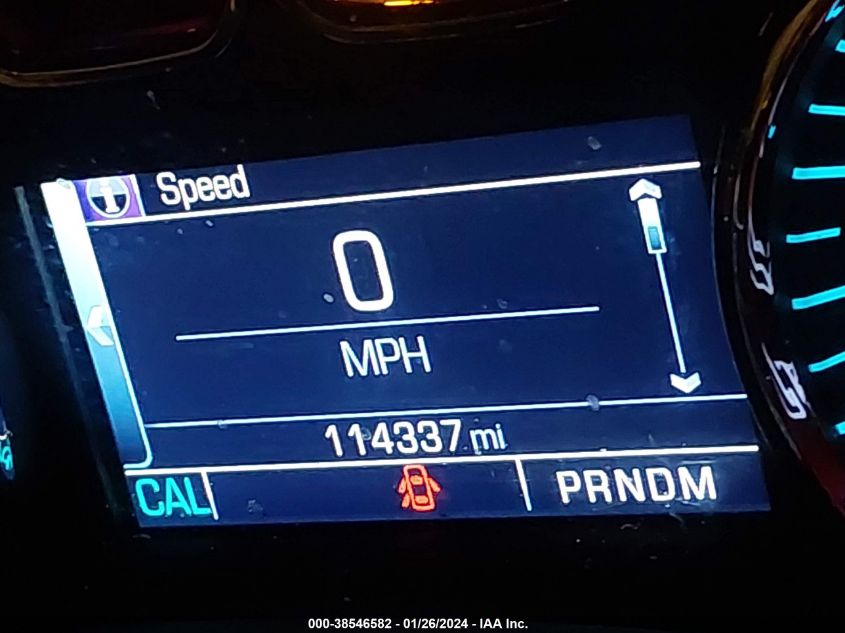 Speed
0
MPH
114337 mi
CAL PRNDM
000-38546582 - 01/26/2024 - IAA Inc.